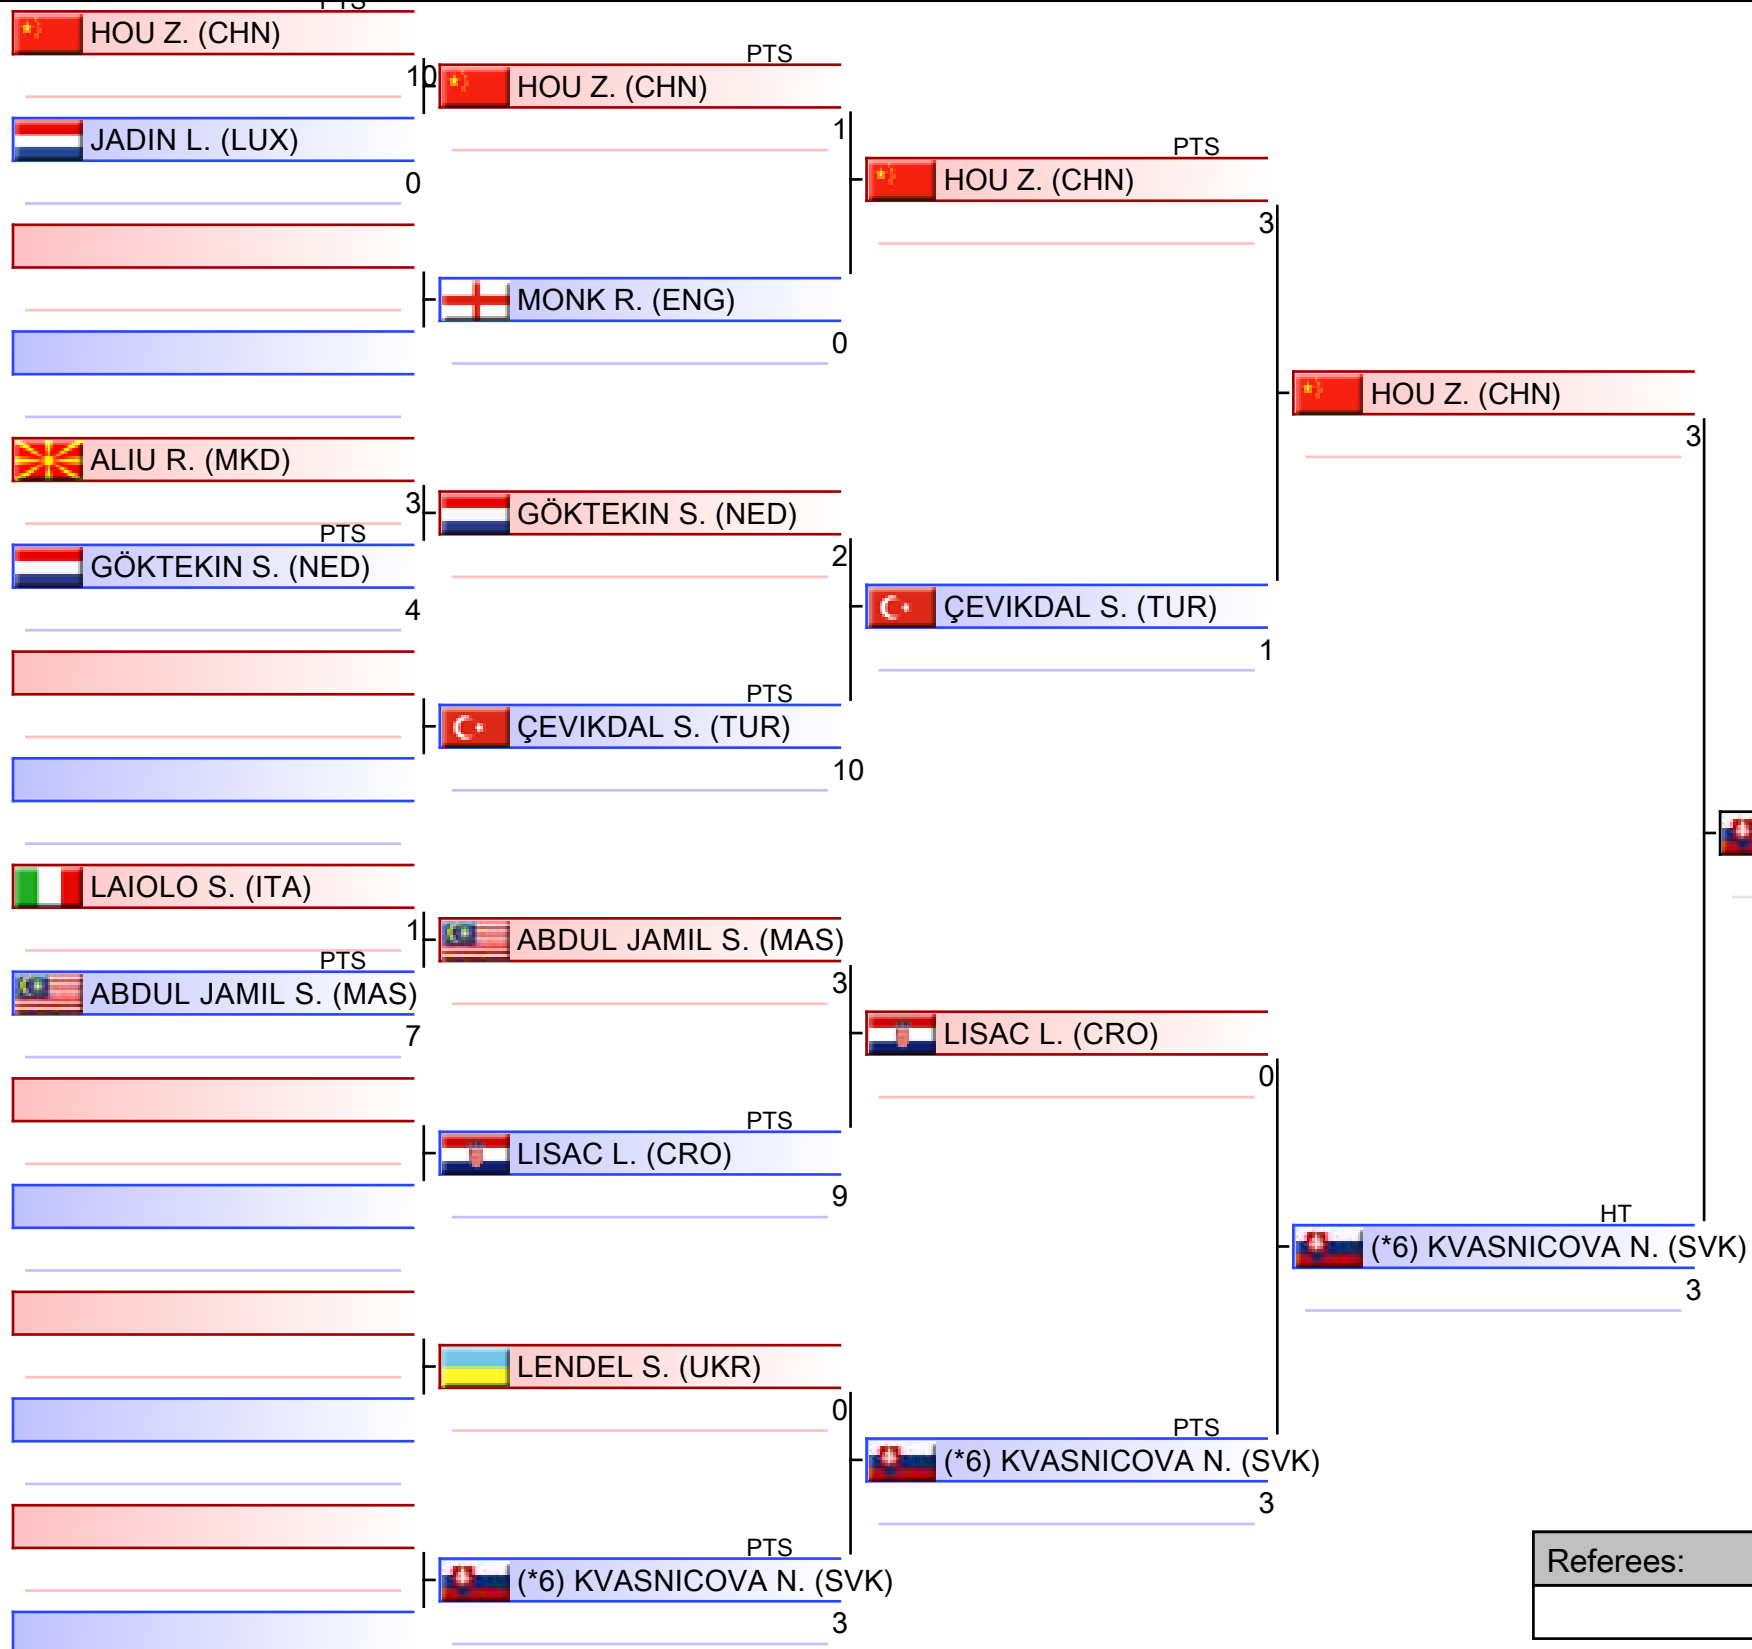 PTS
HOU Z. (CHN)
10
JADIN L. (LUX)
0
ALIU R. (MKD)
3
PTS
GÖKTEKIN S. (NED)
4
LAIOLO S. (ITA)
1
PTS
ABDUL JAMIL S. (MAS)
7
PTS
HOU Z. (CHN)
1
MONK R. (ENG)
0
GÖKTEKIN S. (NED)
2
PTS
ÇEVIKDAL S. (TUR)
10
ABDUL JAMIL S. (MAS)
3
PTS
LISAC L. (CRO)
9
LENDEL S. (UKR)
0
PTS
(*6) KVASNICOVA N. (SVK)
3
PTS
HOU Z. (CHN)
3
ÇEVIKDAL S. (TUR)
1
LISAC L. (CRO)
0
PTS
(*6) KVASNICOVA N. (SVK)
3
HOU Z. (CHN)
3
HT
(*6) KVASNICOVA N. (SVK)
3
Referees: